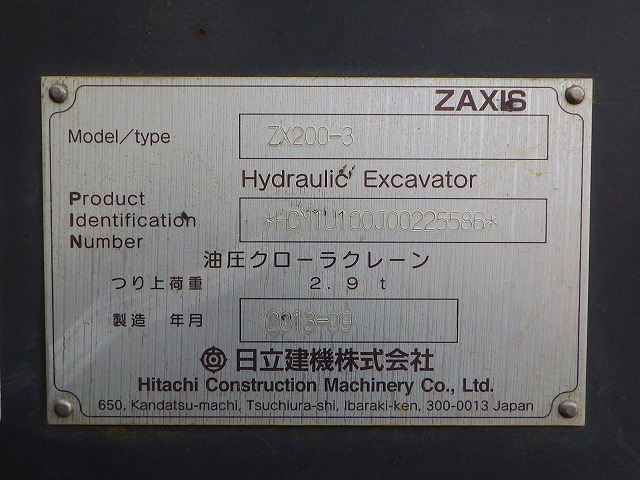 ZAXIS
Model/type ZX200-3
Hydraulic Excavator
Product
Identification *HCM1U100J00225586*
Number
油圧クローラクレーン
つり上荷重 2.9 t
製造 年月 2013-09
日立建機株式会社
Hitachi Construction Machinery Co., Ltd.
650, Kandatsu-machi, Tsuchiura-shi, Ibaraki-ken, 300-0013 Japan